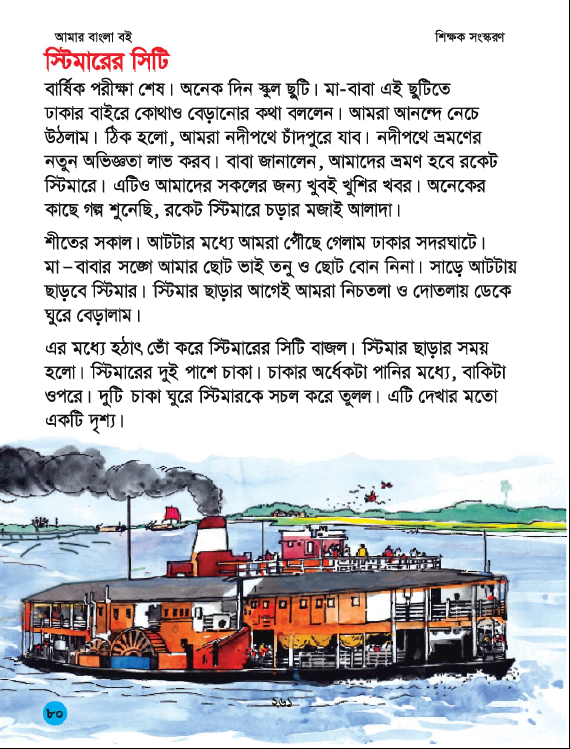 আমার বাংলা বই
শিক্ষক সংস্করণ
স্টিমারের সিটি
বার্ষিক পরীক্ষা শেষ। অনেক দিন স্কুল ছুটি। মা-বাবা এই ছুটিতে
ঢাকার বাইরে কোথাও বেড়ানোর কথা বললেন। আমরা আনন্দে নেচে
উঠলাম। ঠিক হলো, আমরা নদীপথে চাঁদপুরে যাব। নদীপথে ভ্রমণের
নতুন অভিজ্ঞতা লাভ করব। বাবা জানালেন, আমাদের ভ্রমণ হবে রকেট
স্টিমারে। এটিও আমাদের সকলের জন্য খুবই খুশির খবর। অনেকের
কাছে গল্প শুনেছি, রকেট স্টিমারে চড়ার মজাই আলাদা।
শীতের সকাল। আটটার মধ্যে আমরা পৌঁছে গেলাম ঢাকার সদরঘাটে।
মা–বাবার সঙ্গে আমার ছোট ভাই তনু ও ছোট বোন নিনা। সাড়ে আটটায়
ছাড়বে স্টিমার। স্টিমার ছাড়ার আগেই আমরা নিচতলা ও দোতলায় ডেকে
ঘুরে বেড়ালাম।
এর মধ্যে হঠাৎ ভোঁ করে স্টিমারের সিটি বাজল। স্টিমার ছাড়ার সময়
হলো। স্টিমারের দুই পাশে চাকা। চাকার অর্ধেকটা পানির মধ্যে, বাকিটা
ওপরে। দুটি চাকা ঘুরে স্টিমারকে সচল করে তুলল। এটি দেখার মতো
একটি দৃশ্য।
৮০
২৬১